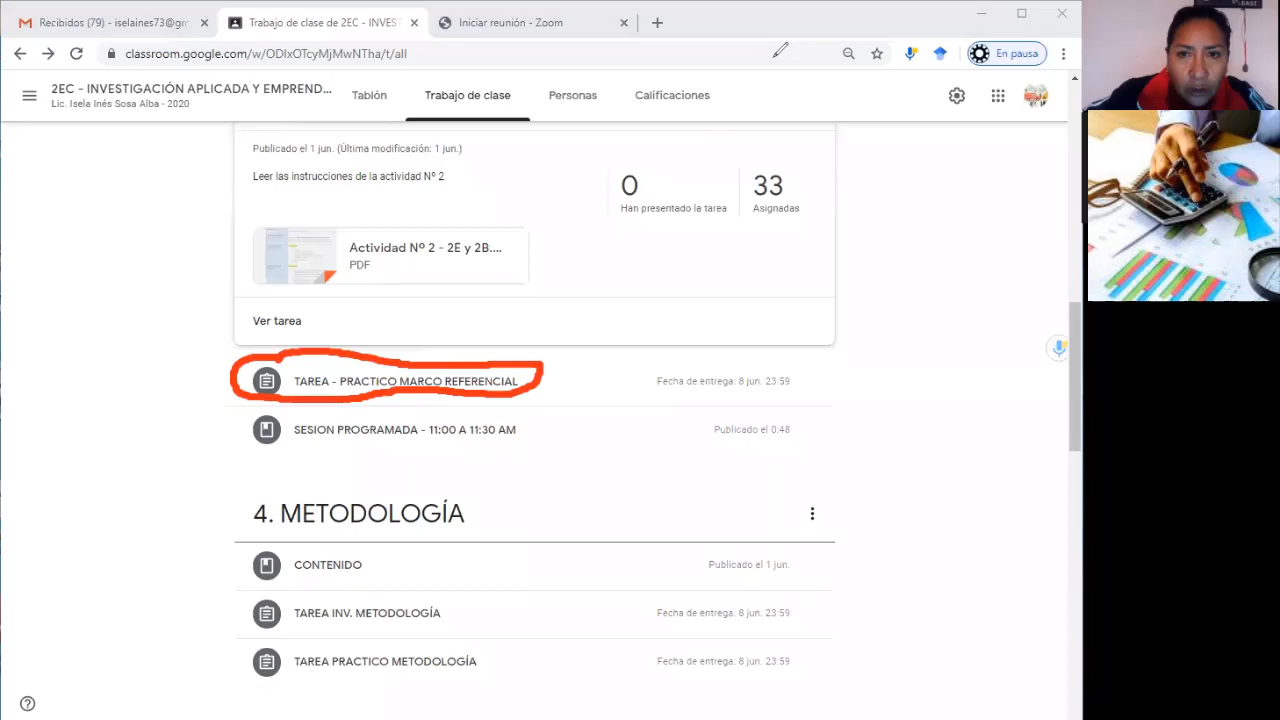 Recibidos (79) - iselaines73@gm
Trabajo de clase de 2EC - INVES
Iniciar reunión - Zoom
classroom.google.com/w/ODIxOTcyMjMwNTha/t/all
En pausa
2EC - INVESTIGACIÓN APLICADA Y EMPREND...
Lic. Isela Inés Sosa Alba - 2020
Tablón
Trabajo de clase
Personas
Calificaciones
Publicado el 1 jun. (Última modificación: 1 jun.)
Leer las instrucciones de la actividad Nº 2
0
Han presentado la tarea
33
Asignadas
Actividad Nº 2 - 2E y 2B....
PDF
Ver tarea
TAREA - PRACTICO MARCO REFERENCIAL
Fecha de entrega: 8 jun. 23:59
SESION PROGRAMADA - 11:00 A 11:30 AM
Publicado el 0:48
4. METODOLOGÍA
CONTENIDO
Publicado el 1 jun.
TAREA INV. METODOLOGÍA
Fecha de entrega: 8 jun. 23:59
TAREA PRACTICO METODOLOGÍA
Fecha de entrega: 8 jun. 23:59